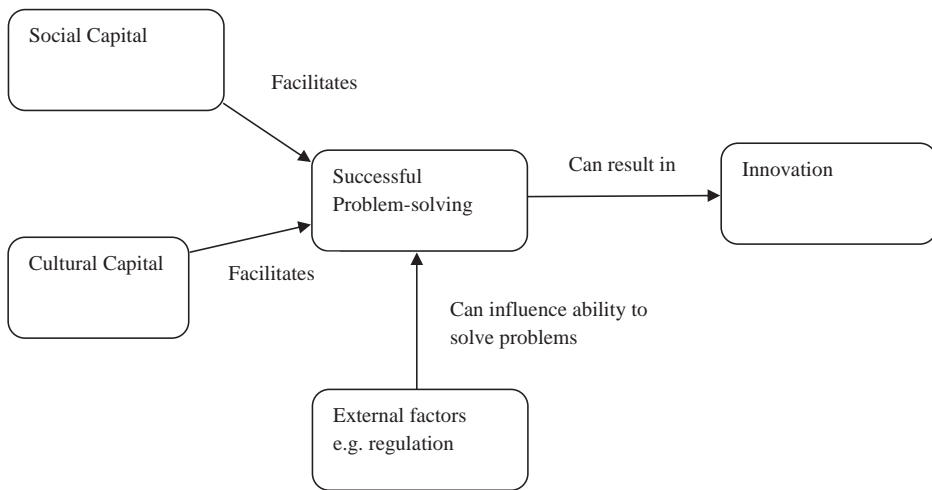 Social Capital
Facilitates
Successful
Problem-solving
Can result in
Innovation
Cultural Capital
Facilitates
Can influence ability to
solve problems
External factors
e.g. regulation